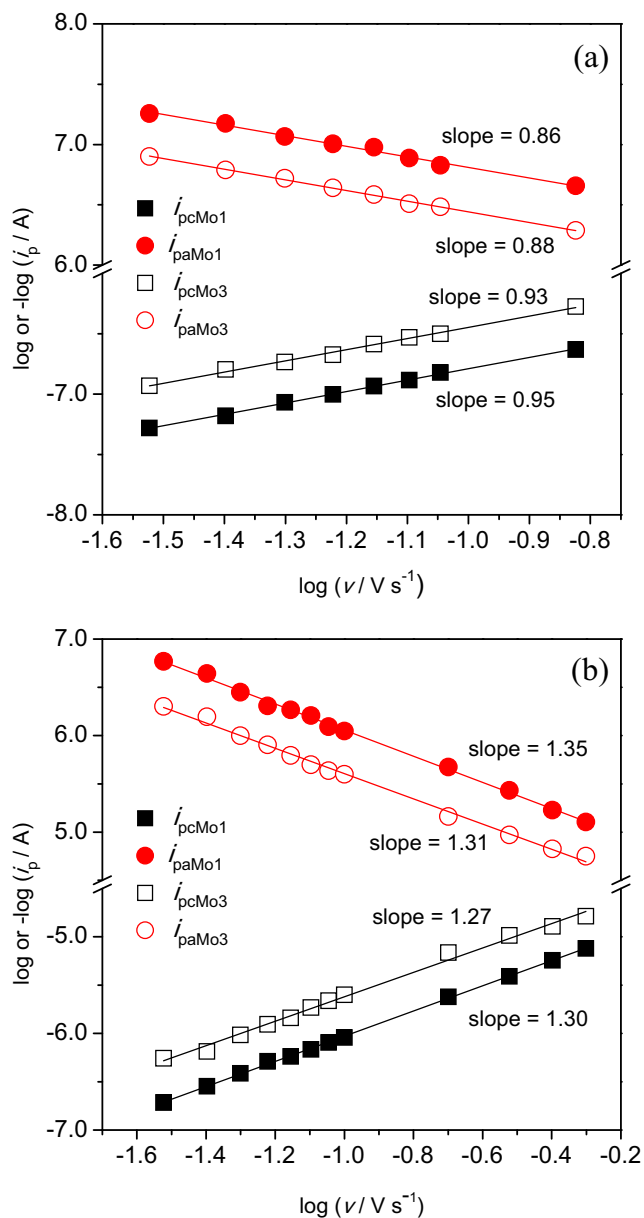 (a)
8.0
7.0
6.0
-7.0
-8.0
log or -log (ip / A)
slope = 0.86
slope = 0.88
slope = 0.93
slope = 0.95
ipcMo1
ipaMo1
ipcMo3
ipaMo3
-1.6 -1.5 -1.4 -1.3 -1.2 -1.1 -1.0 -0.9 -0.8
log (ν / V s⁻¹)
(b)
7.0
6.0
5.0
-5.0
-6.0
-7.0
log or -log (ip / A)
slope = 1.35
slope = 1.31
slope = 1.27
slope = 1.30
ipcMo1
ipaMo1
ipcMo3
ipaMo3
-1.6 -1.4 -1.2 -1.0 -0.8 -0.6 -0.4 -0.2
log (ν / V s⁻¹)